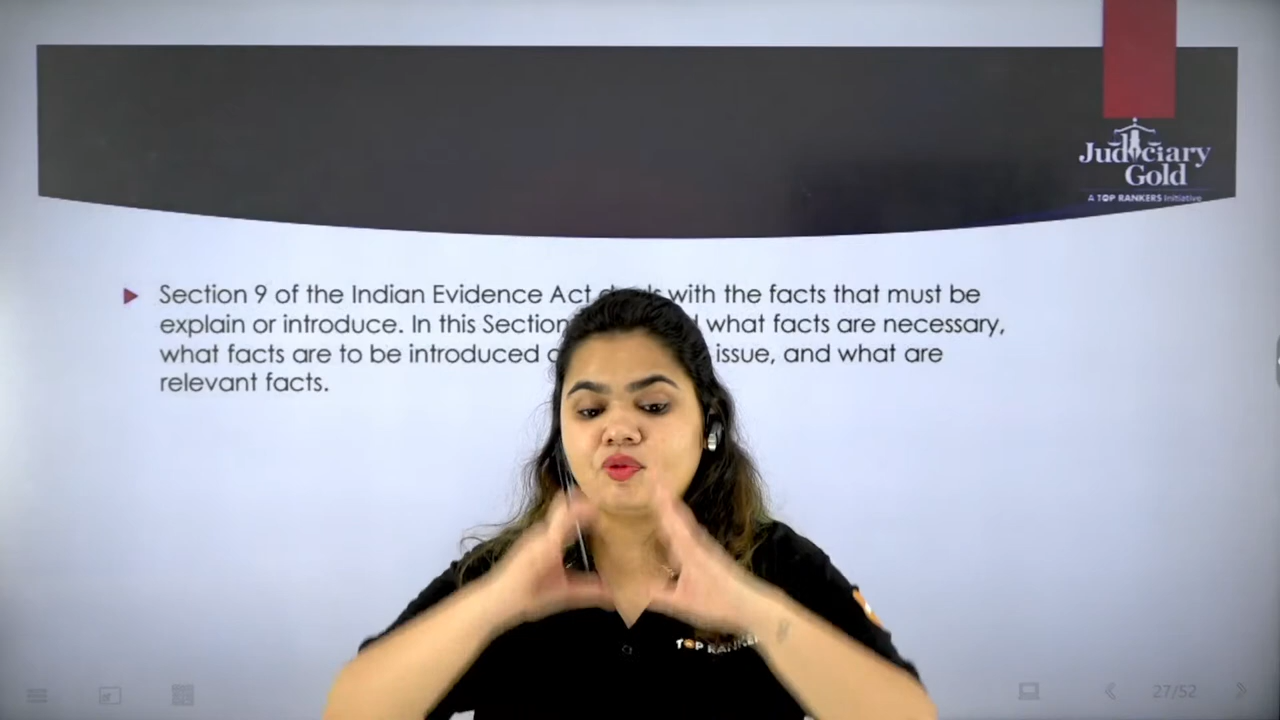 Judiciary
Gold
A TOP RANKERS Initiative
Section 9 of the Indian Evidence Act with the facts that must be
explain or introduce. In this Section what facts are necessary,
what facts are to be introduced issue, and what are
relevant facts.
TOP
27/52